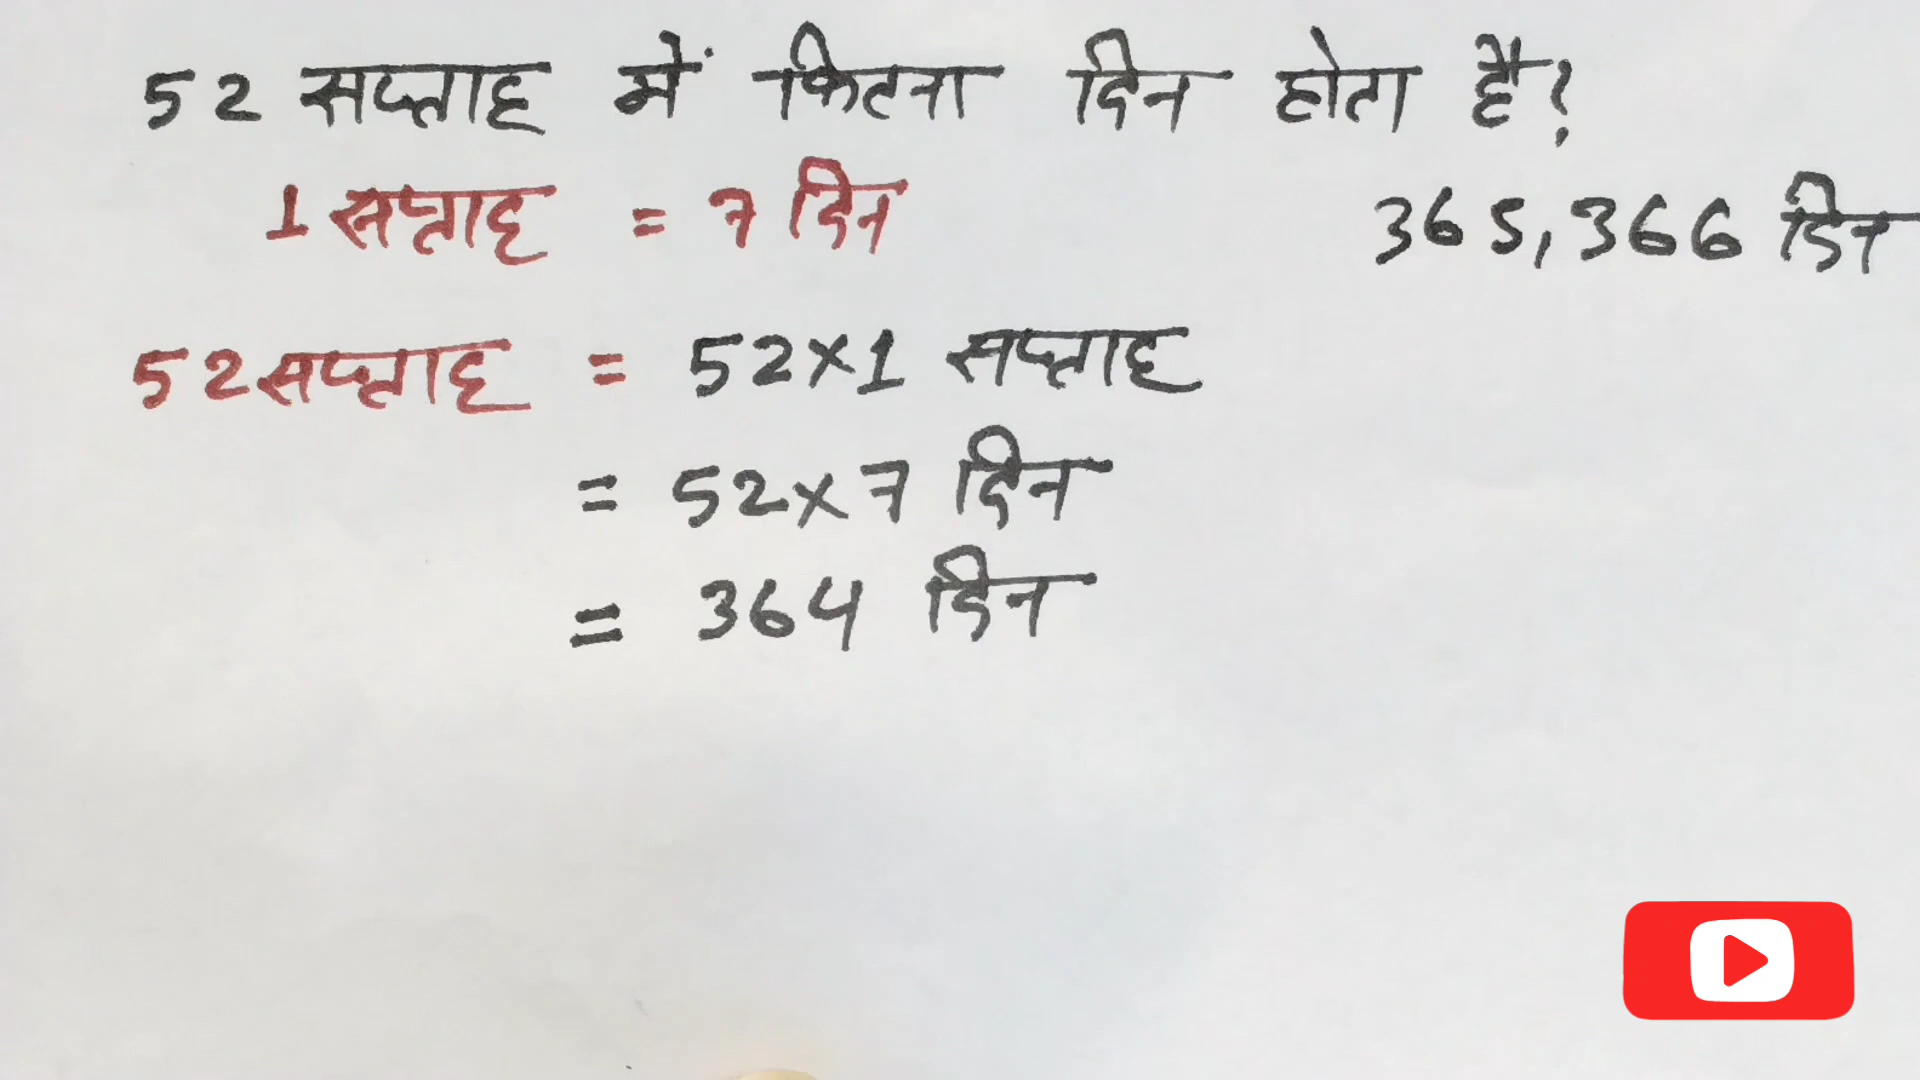 52 सप्ताह में कितना दिन होता है?
1 सप्ताह = 7 दिन
365, 366 दिन
52 सप्ताह = 52×1 सप्ताह
= 52×7 दिन
= 364 दिन